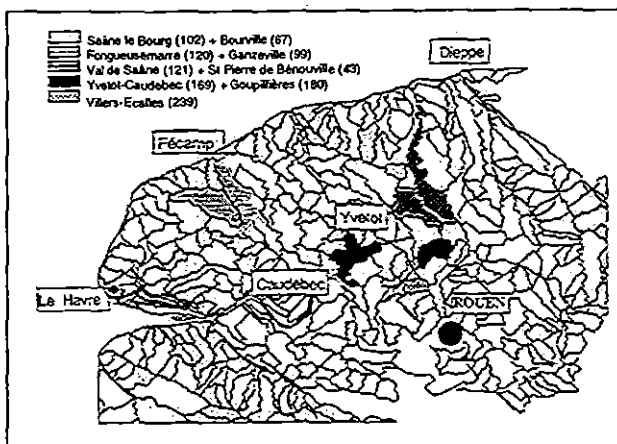 Saâne le Bourg (102) + Bourville (67)
Fongueusemarre (120) + Ganzeville (99)
Val de Saâne (121) + St Pierre de Bénouville (43)
Yvetot-Caudebec (169) + Goupillières (180)
Villers-Ecalles (239)
Dieppe
Fécamp
Yvetot
Caudebec
Le Havre
ROUEN